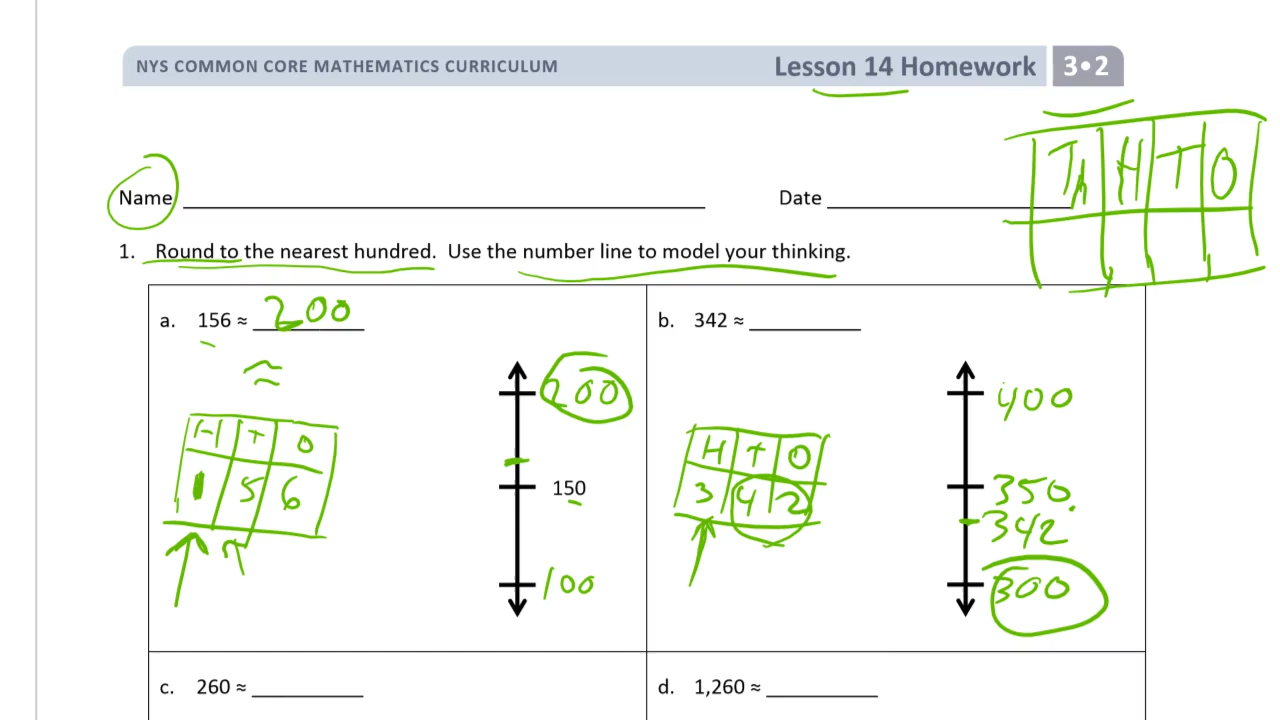 NYS COMMON CORE MATHEMATICS CURRICULUM Lesson 14 Homework 3•2
Th H T O
Name Date
1. Round to the nearest hundred. Use the number line to model your thinking.
a. 156 ≈ 200
≈
H T O
1 5 6
200
150
100
b. 342 ≈
H T O
3 4 2
400
350
342
300
c. 260 ≈
d. 1,260 ≈